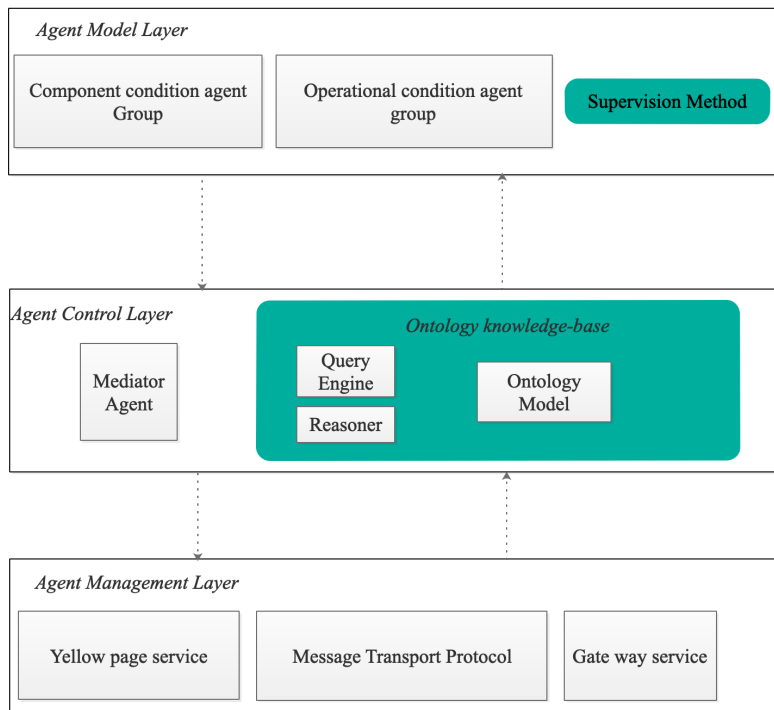 Agent Model Layer
Component condition agent
Group
Operational condition agent
group
Supervision Method
Agent Control Layer
Mediator
Agent
Ontology knowledge-base
Query
Engine
Reasoner
Ontology
Model
Agent Management Layer
Yellow page service
Message Transport Protocol
Gate way service